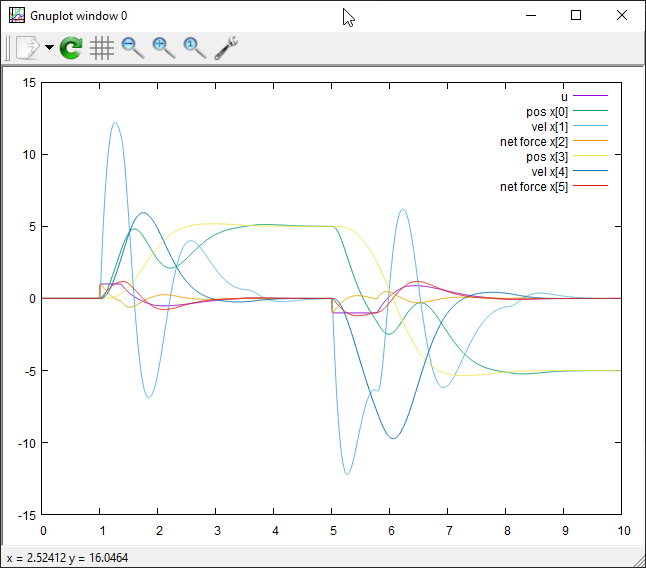 Gnuplot window 0
15
u
pos x[0]
vel x[1]
net force x[2]
pos x[3]
vel x[4]
net force x[5]
10
5
0
-5
-10
-15
0 1 2 3 4 5 6 7 8 9 10
x = 2.52412 y = 16.0464